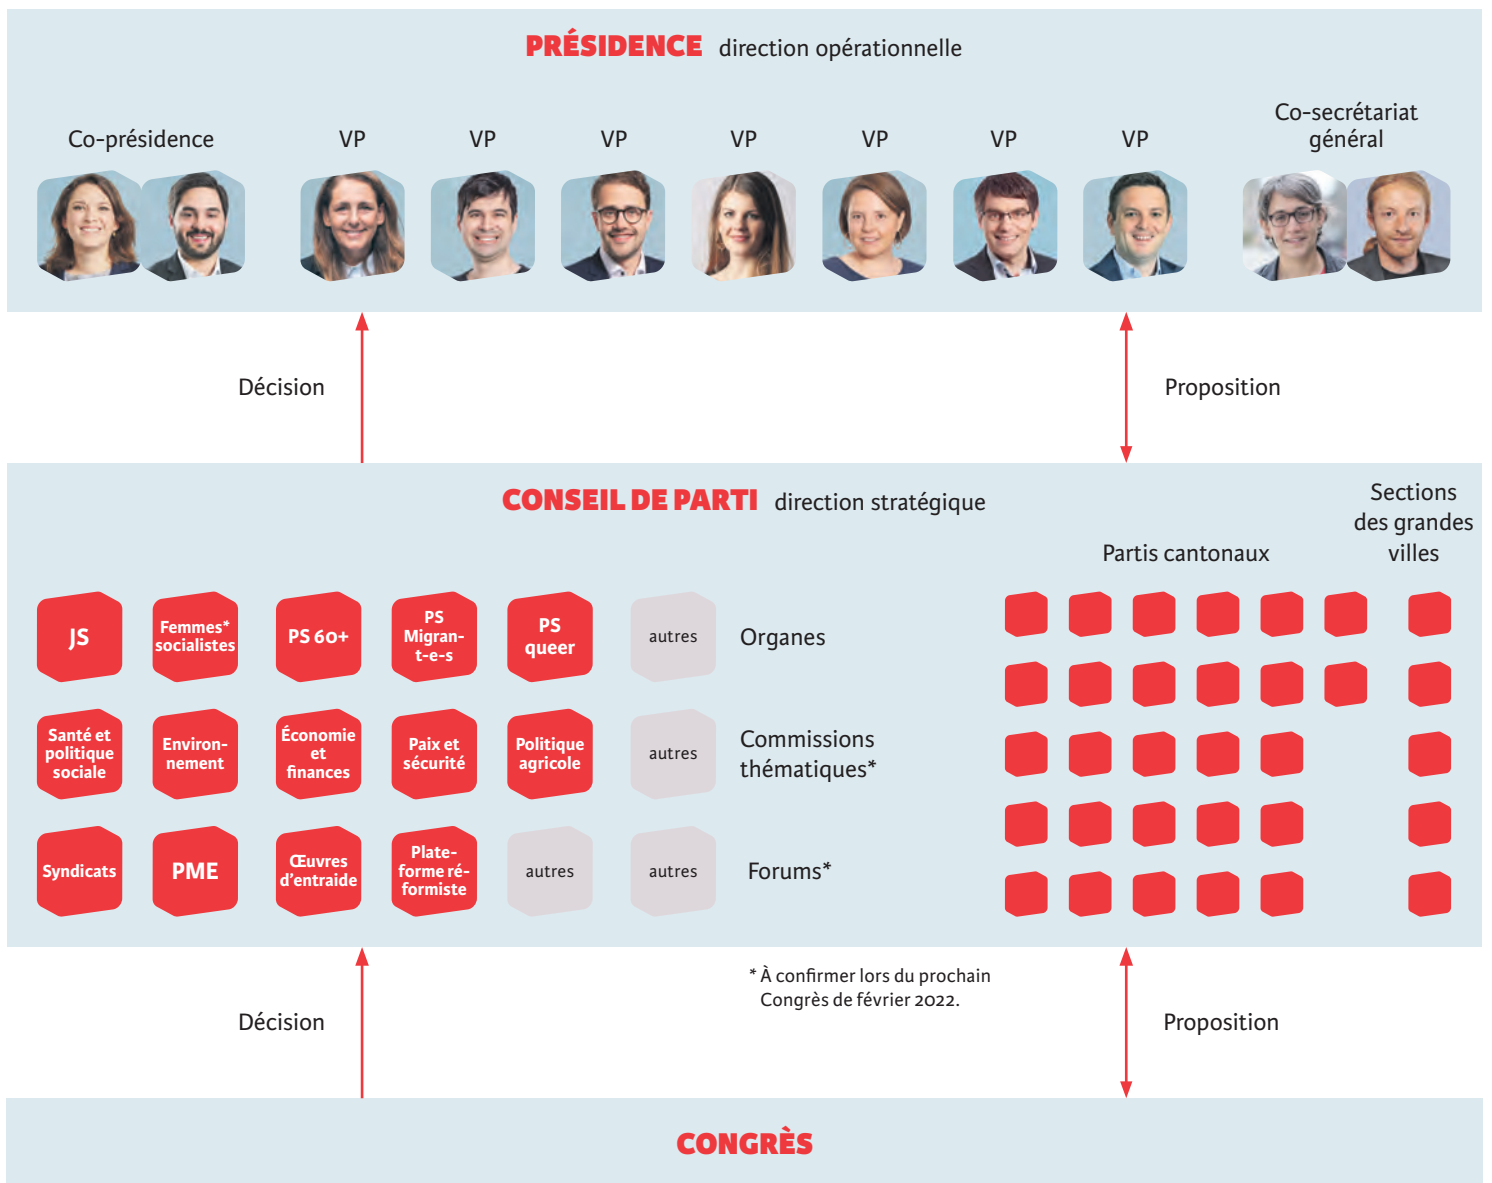 PRÉSIDENCE direction opérationnelle
Co-présidence
VP
VP
VP
VP
VP
VP
VP
Co-secrétariat
général
Décision
Proposition
CONSEIL DE PARTI direction stratégique
Sections
des grandes
villes
Partis cantonaux
JS
Femmes*
socialistes
PS 60+
PS
Migran-
t-e-s
PS
queer
autres
Organes
Santé et
politique
sociale
Environ-
nement
Économie
et
finances
Paix et
sécurité
Politique
agricole
autres
Commissions
thématiques*
Syndicats
PME
Œuvres
d'entraide
Plate-
forme ré-
formiste
autres
autres
Forums*
* À confirmer lors du prochain
Congrès de février 2022.
Décision
Proposition
CONGRÈS